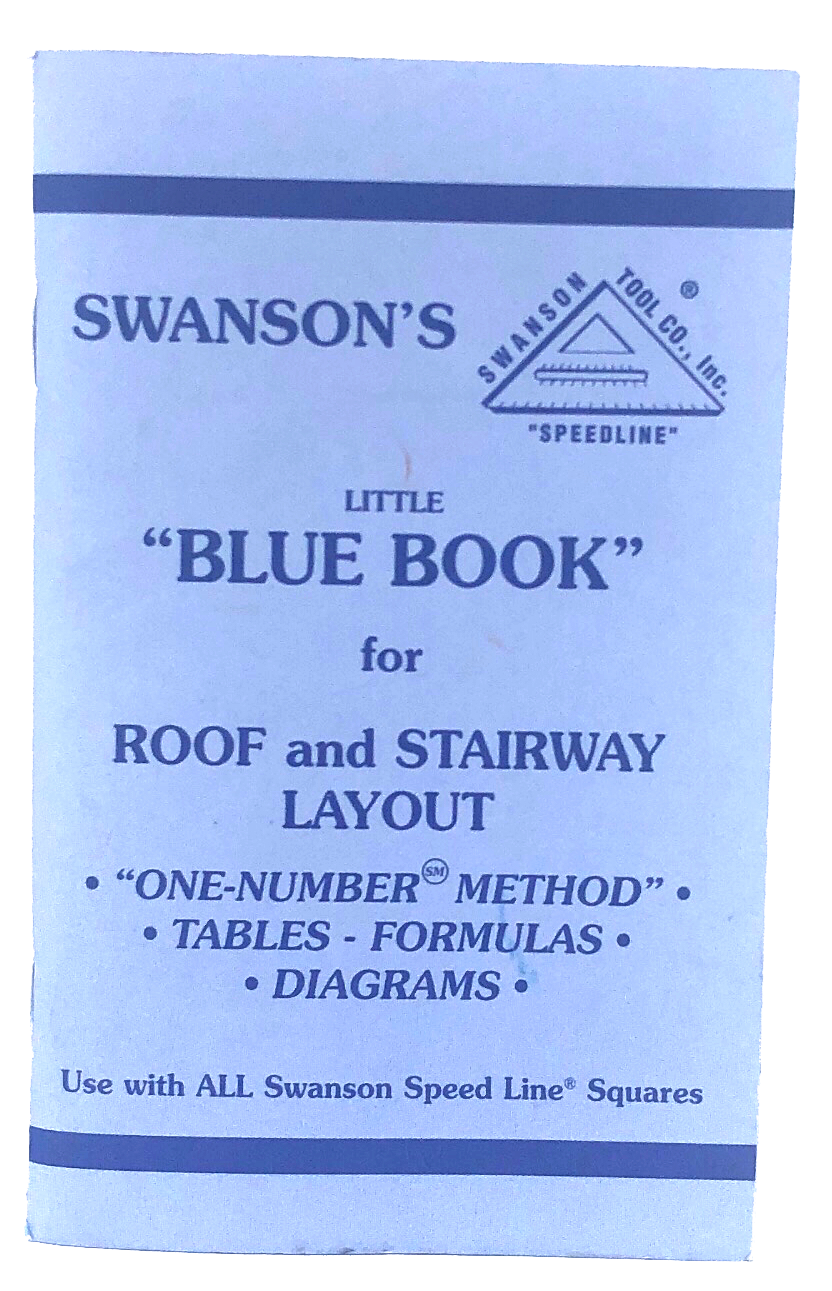 SWANSON'S
SWANSON TOOL CO., Inc. ®
"SPEEDLINE"
LITTLE
“BLUE BOOK”
for
ROOF and STAIRWAY
LAYOUT
• “ONE-NUMBER℠ METHOD” •
• TABLES - FORMULAS •
• DIAGRAMS •
Use with ALL Swanson Speed Line® Squares